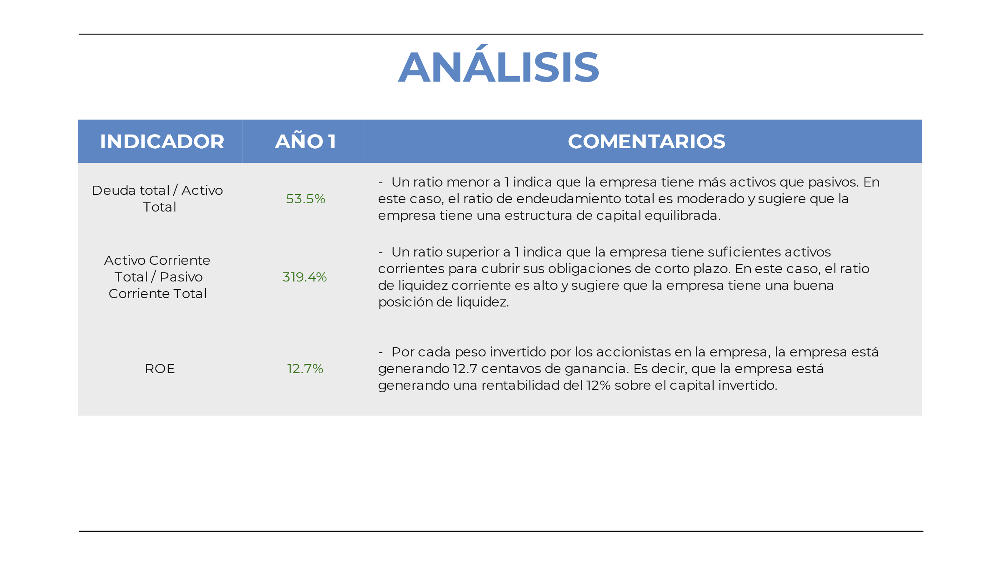 ANÁLISIS
INDICADOR AÑO 1 COMENTARIOS
Deuda total / Activo
Total
53.5%
- Un ratio menor a 1 indica que la empresa tiene más activos que pasivos. En
este caso, el ratio de endeudamiento total es moderado y sugiere que la
empresa tiene una estructura de capital equilibrada.
Activo Corriente
Total / Pasivo
Corriente Total
319.4%
- Un ratio superior a 1 indica que la empresa tiene suficientes activos
corrientes para cubrir sus obligaciones de corto plazo. En este caso, el ratio
de liquidez corriente es alto y sugiere que la empresa tiene una buena
posición de liquidez.
ROE
12.7%
- Por cada peso invertido por los accionistas en la empresa, la empresa está
generando 12.7 centavos de ganancia. Es decir, que la empresa está
generando una rentabilidad del 12% sobre el capital invertido.